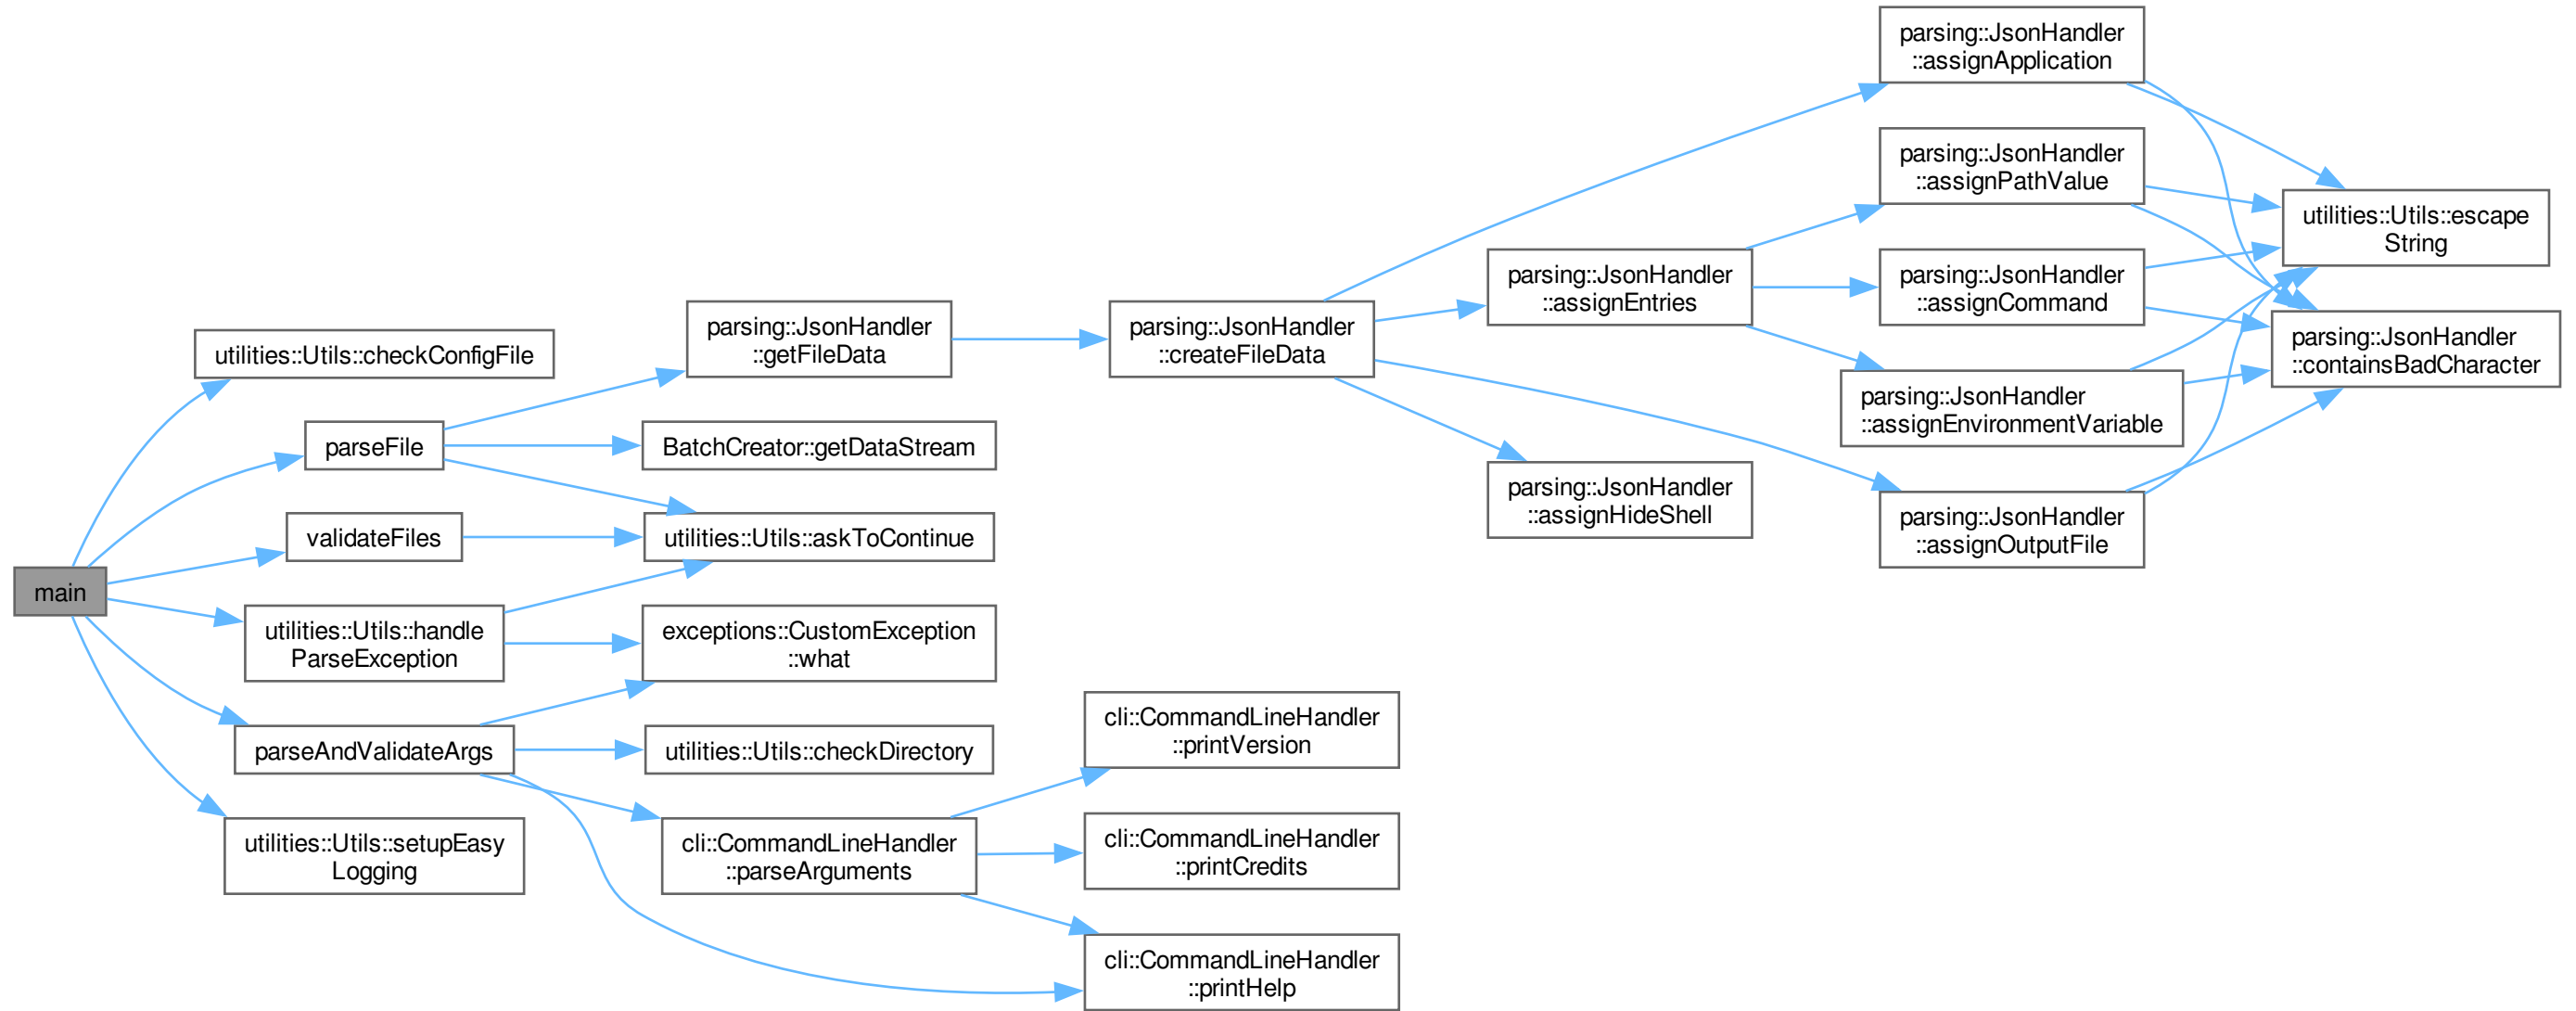 main
utilities::Utils::checkConfigFile
parseFile
validateFiles
utilities::Utils::handle
ParseException
parseAndValidateArgs
utilities::Utils::setupEasy
Logging
parsing::JsonHandler
::getFileData
BatchCreator::getDataStream
utilities::Utils::askToContinue
exceptions::CustomException
::what
utilities::Utils::checkDirectory
cli::CommandLineHandler
::parseArguments
parsing::JsonHandler
::createFileData
cli::CommandLineHandler
::printVersion
cli::CommandLineHandler
::printCredits
cli::CommandLineHandler
::printHelp
parsing::JsonHandler
::assignEntries
parsing::JsonHandler
::assignHideShell
parsing::JsonHandler
::assignApplication
parsing::JsonHandler
::assignPathValue
parsing::JsonHandler
::assignCommand
parsing::JsonHandler
::assignEnvironmentVariable
parsing::JsonHandler
::assignOutputFile
utilities::Utils::escape
String
parsing::JsonHandler
::containsBadCharacter